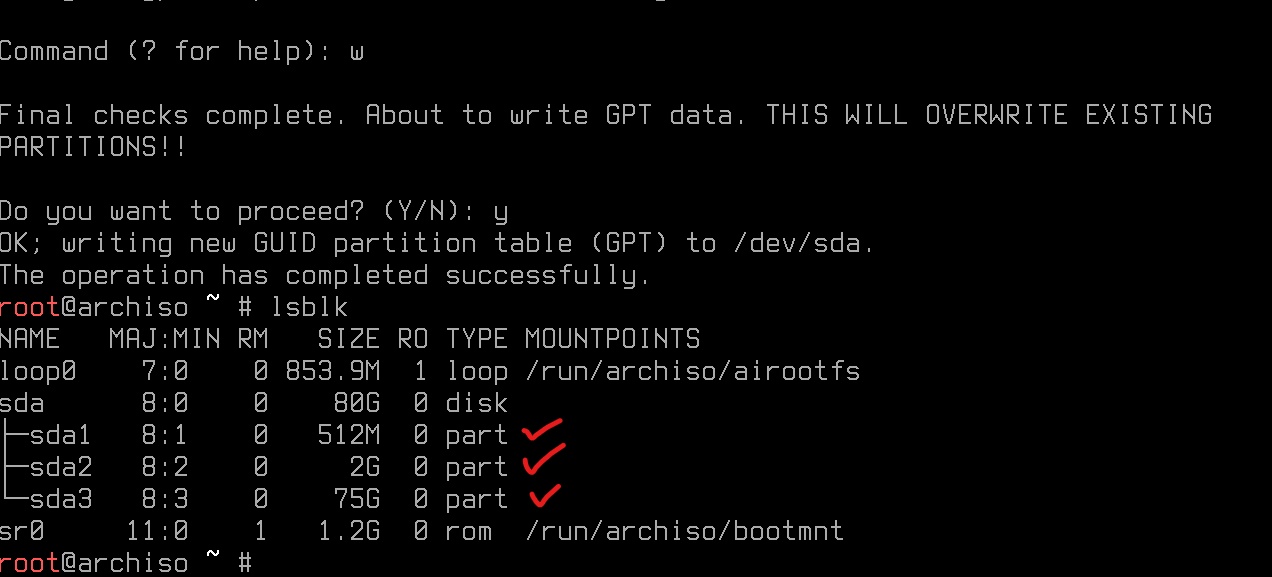 Command (? for help): w
Final checks complete. About to write GPT data. THIS WILL OVERWRITE EXISTING
PARTITIONS!!
Do you want to proceed? (Y/N): y
OK; writing new GUID partition table (GPT) to /dev/sda.
The operation has completed successfully.
root@archiso ~ # lsblk
NAME   MAJ:MIN RM   SIZE RO TYPE MOUNTPOINTS
loop0    7:0    0 853.9M  1 loop /run/archiso/airootfs
sda      8:0    0    80G  0 disk
├─sda1   8:1    0   512M  0 part
├─sda2   8:2    0     2G  0 part
└─sda3   8:3    0    75G  0 part
sr0     11:0    1   1.2G  0 rom  /run/archiso/bootmnt
root@archiso ~ #